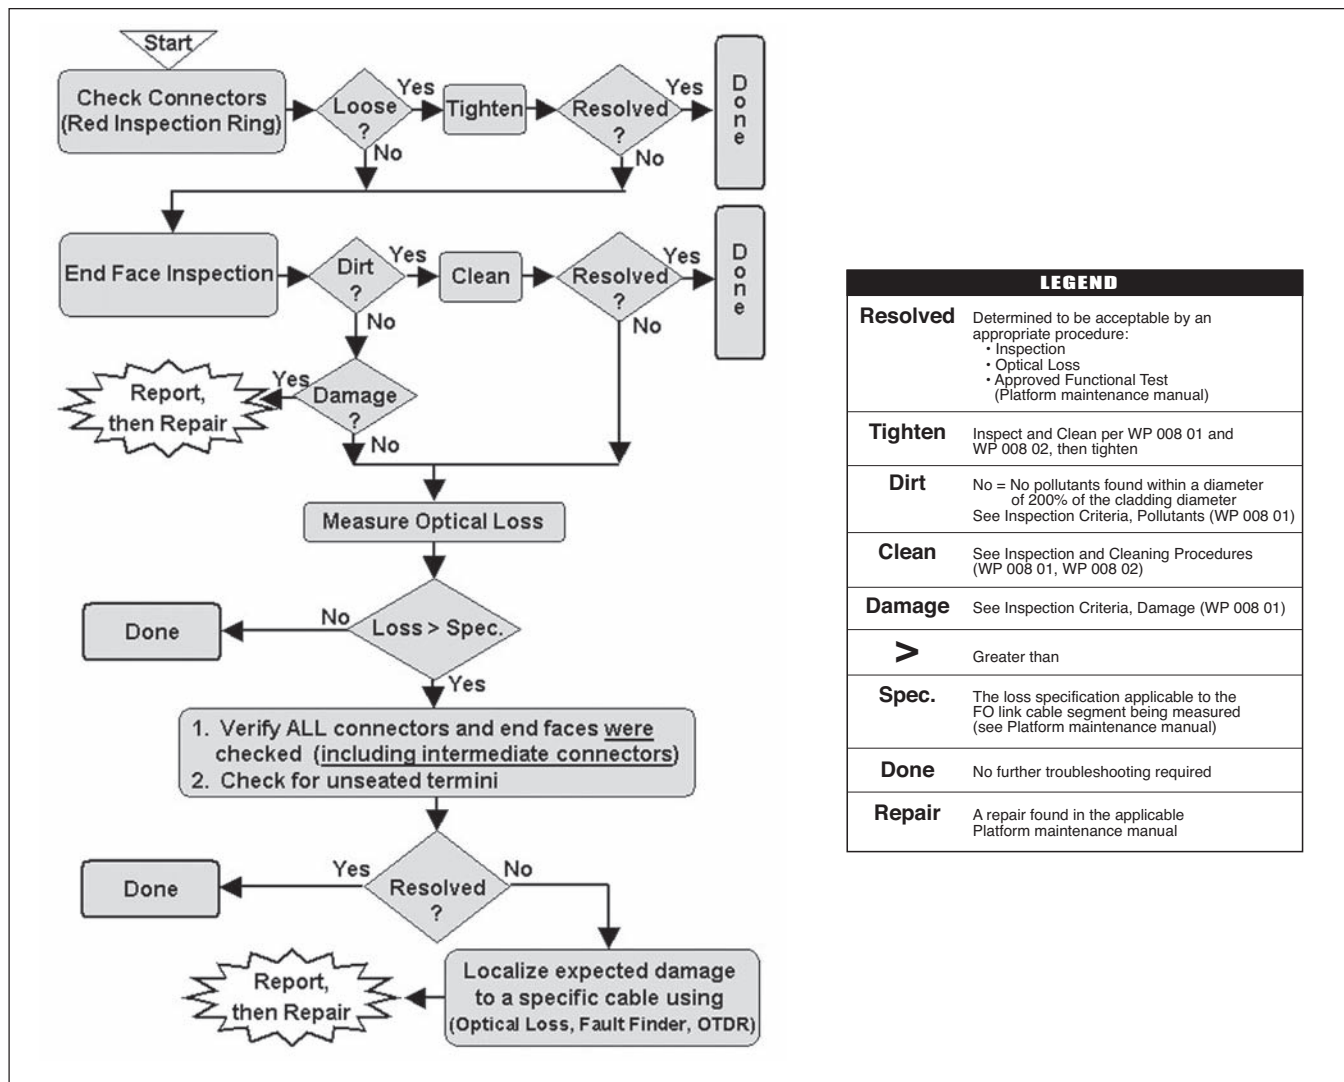 Start
Check Connectors
(Red Inspection Ring)
Loose
?
Yes
No
Tighten
Resolved
?
Yes
No
Done
End Face Inspection
Dirt
?
Yes
No
Clean
Resolved
?
Yes
No
Done
Damage
?
Yes
No
Report,
then Repair
Measure Optical Loss
Loss > Spec.
No
Yes
Done
1. Verify ALL connectors and end faces were
checked (including intermediate connectors)
2. Check for unseated termini
Resolved
?
Yes
No
Done
Localize expected damage
to a specific cable using
(Optical Loss, Fault Finder, OTDR)
Report,
then Repair
LEGEND
Resolved
Determined to be acceptable by an
appropriate procedure:
• Inspection
• Optical Loss
• Approved Functional Test
(Platform maintenance manual)
Tighten
Inspect and Clean per WP 008 01 and
WP 008 02, then tighten
Dirt
No = No pollutants found within a diameter
of 200% of the cladding diameter
See Inspection Criteria, Pollutants (WP 008 01)
Clean
See Inspection and Cleaning Procedures
(WP 008 01, WP 008 02)
Damage
See Inspection Criteria, Damage (WP 008 01)
>
Greater than
Spec.
The loss specification applicable to the
FO link cable segment being measured
(see Platform maintenance manual)
Done
No further troubleshooting required
Repair
A repair found in the applicable
Platform maintenance manual